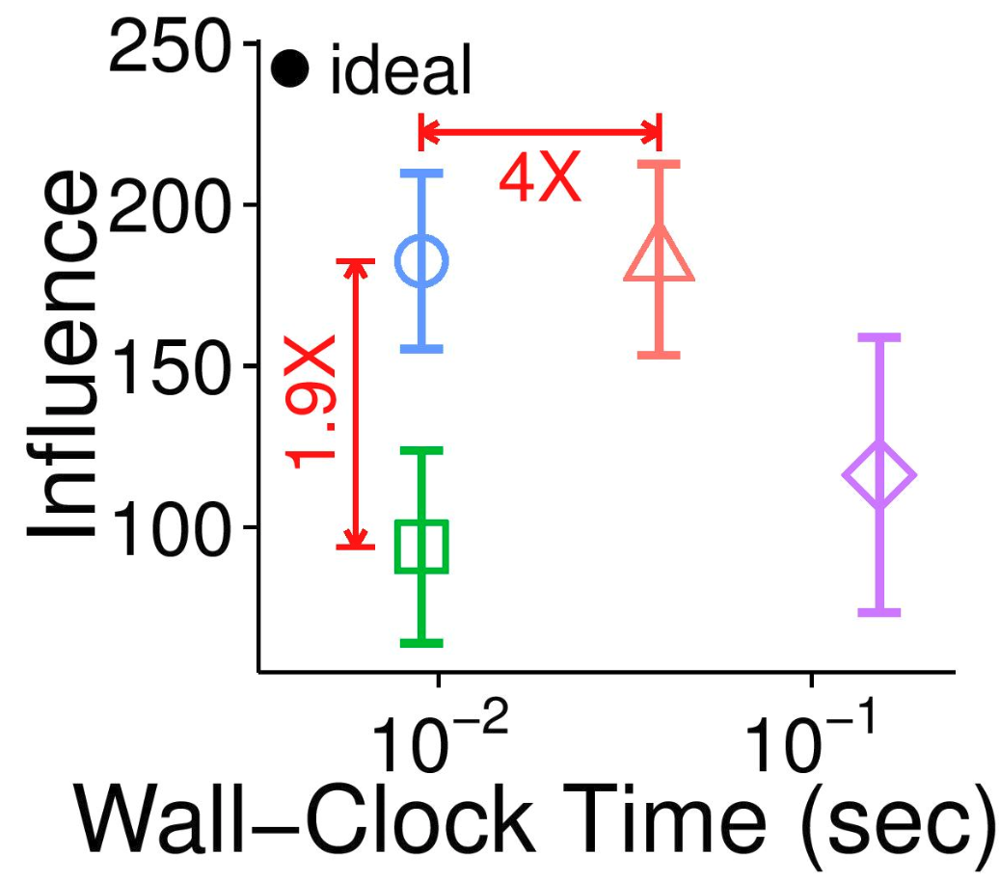 250
ideal
4X
200
1.9X
150
100
Influence
10⁻²
10⁻¹
Wall–Clock Time (sec)